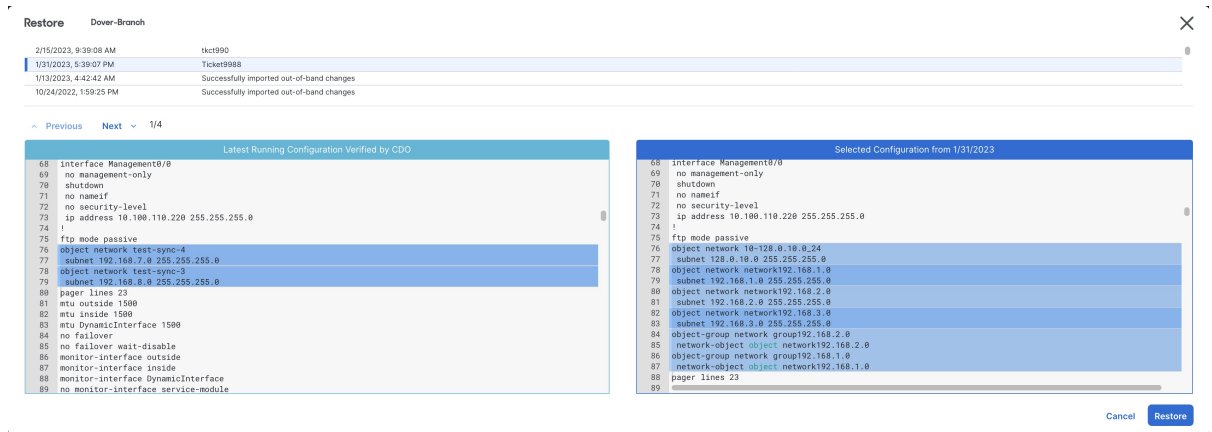 Restore Dover-Branch
2/15/2023, 9:39:08 AM tkct990
1/31/2023, 5:39:07 PM Ticket9988
1/13/2023, 4:42:42 AM Successfully imported out-of-band changes
10/24/2022, 1:59:25 PM Successfully imported out-of-band changes
Previous Next 1/4
Latest Running Configuration Verified by CDO
68 interface Management0/0
69 no management-only
70 shutdown
71 no nameif
72 no security-level
73 ip address 10.100.110.220 255.255.255.0
74 !
75 ftp mode passive
76 object network test-sync-4
77 subnet 192.168.7.0 255.255.255.0
78 object network test-sync-3
79 subnet 192.168.8.0 255.255.255.0
80 pager lines 23
81 mtu outside 1500
82 mtu inside 1500
83 mtu DynamicInterface 1500
84 no failover
85 no failover wait-disable
86 monitor-interface outside
87 monitor-interface inside
88 monitor-interface DynamicInterface
89 no monitor-interface service-module
Selected Configuration from 1/31/2023
68 interface Management0/0
69 no management-only
70 shutdown
71 no nameif
72 no security-level
73 ip address 10.100.110.220 255.255.255.0
74 !
75 ftp mode passive
76 object network 10-128.0.10.0_24
77 subnet 128.0.10.0 255.255.255.0
78 object network network192.168.1.0
79 subnet 192.168.1.0 255.255.255.0
80 object network network192.168.2.0
81 subnet 192.168.2.0 255.255.255.0
82 object network network192.168.3.0
83 subnet 192.168.3.0 255.255.255.0
84 object-group network group192.168.2.0
85 network-object object network192.168.2.0
86 object-group network group192.168.1.0
87 network-object object network192.168.1.0
88 pager lines 23
89
Cancel Restore